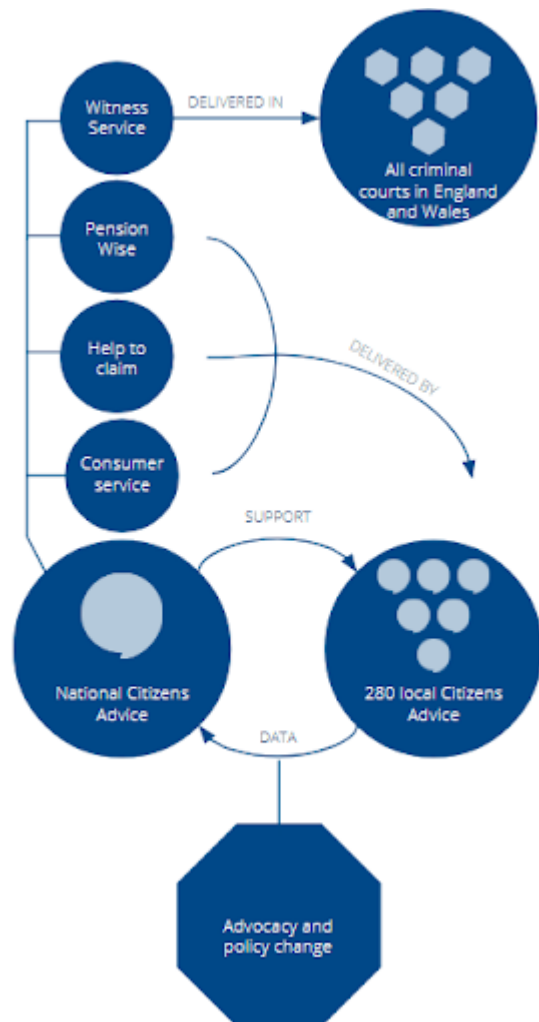 Witness
Service
DELIVERED IN
All criminal
courts in England
and Wales
Pension
Wise
Help to
claim
DELIVERED BY
Consumer
service
SUPPORT
National Citizens
Advice
280 local Citizens
Advice
DATA
Advocacy and
policy change